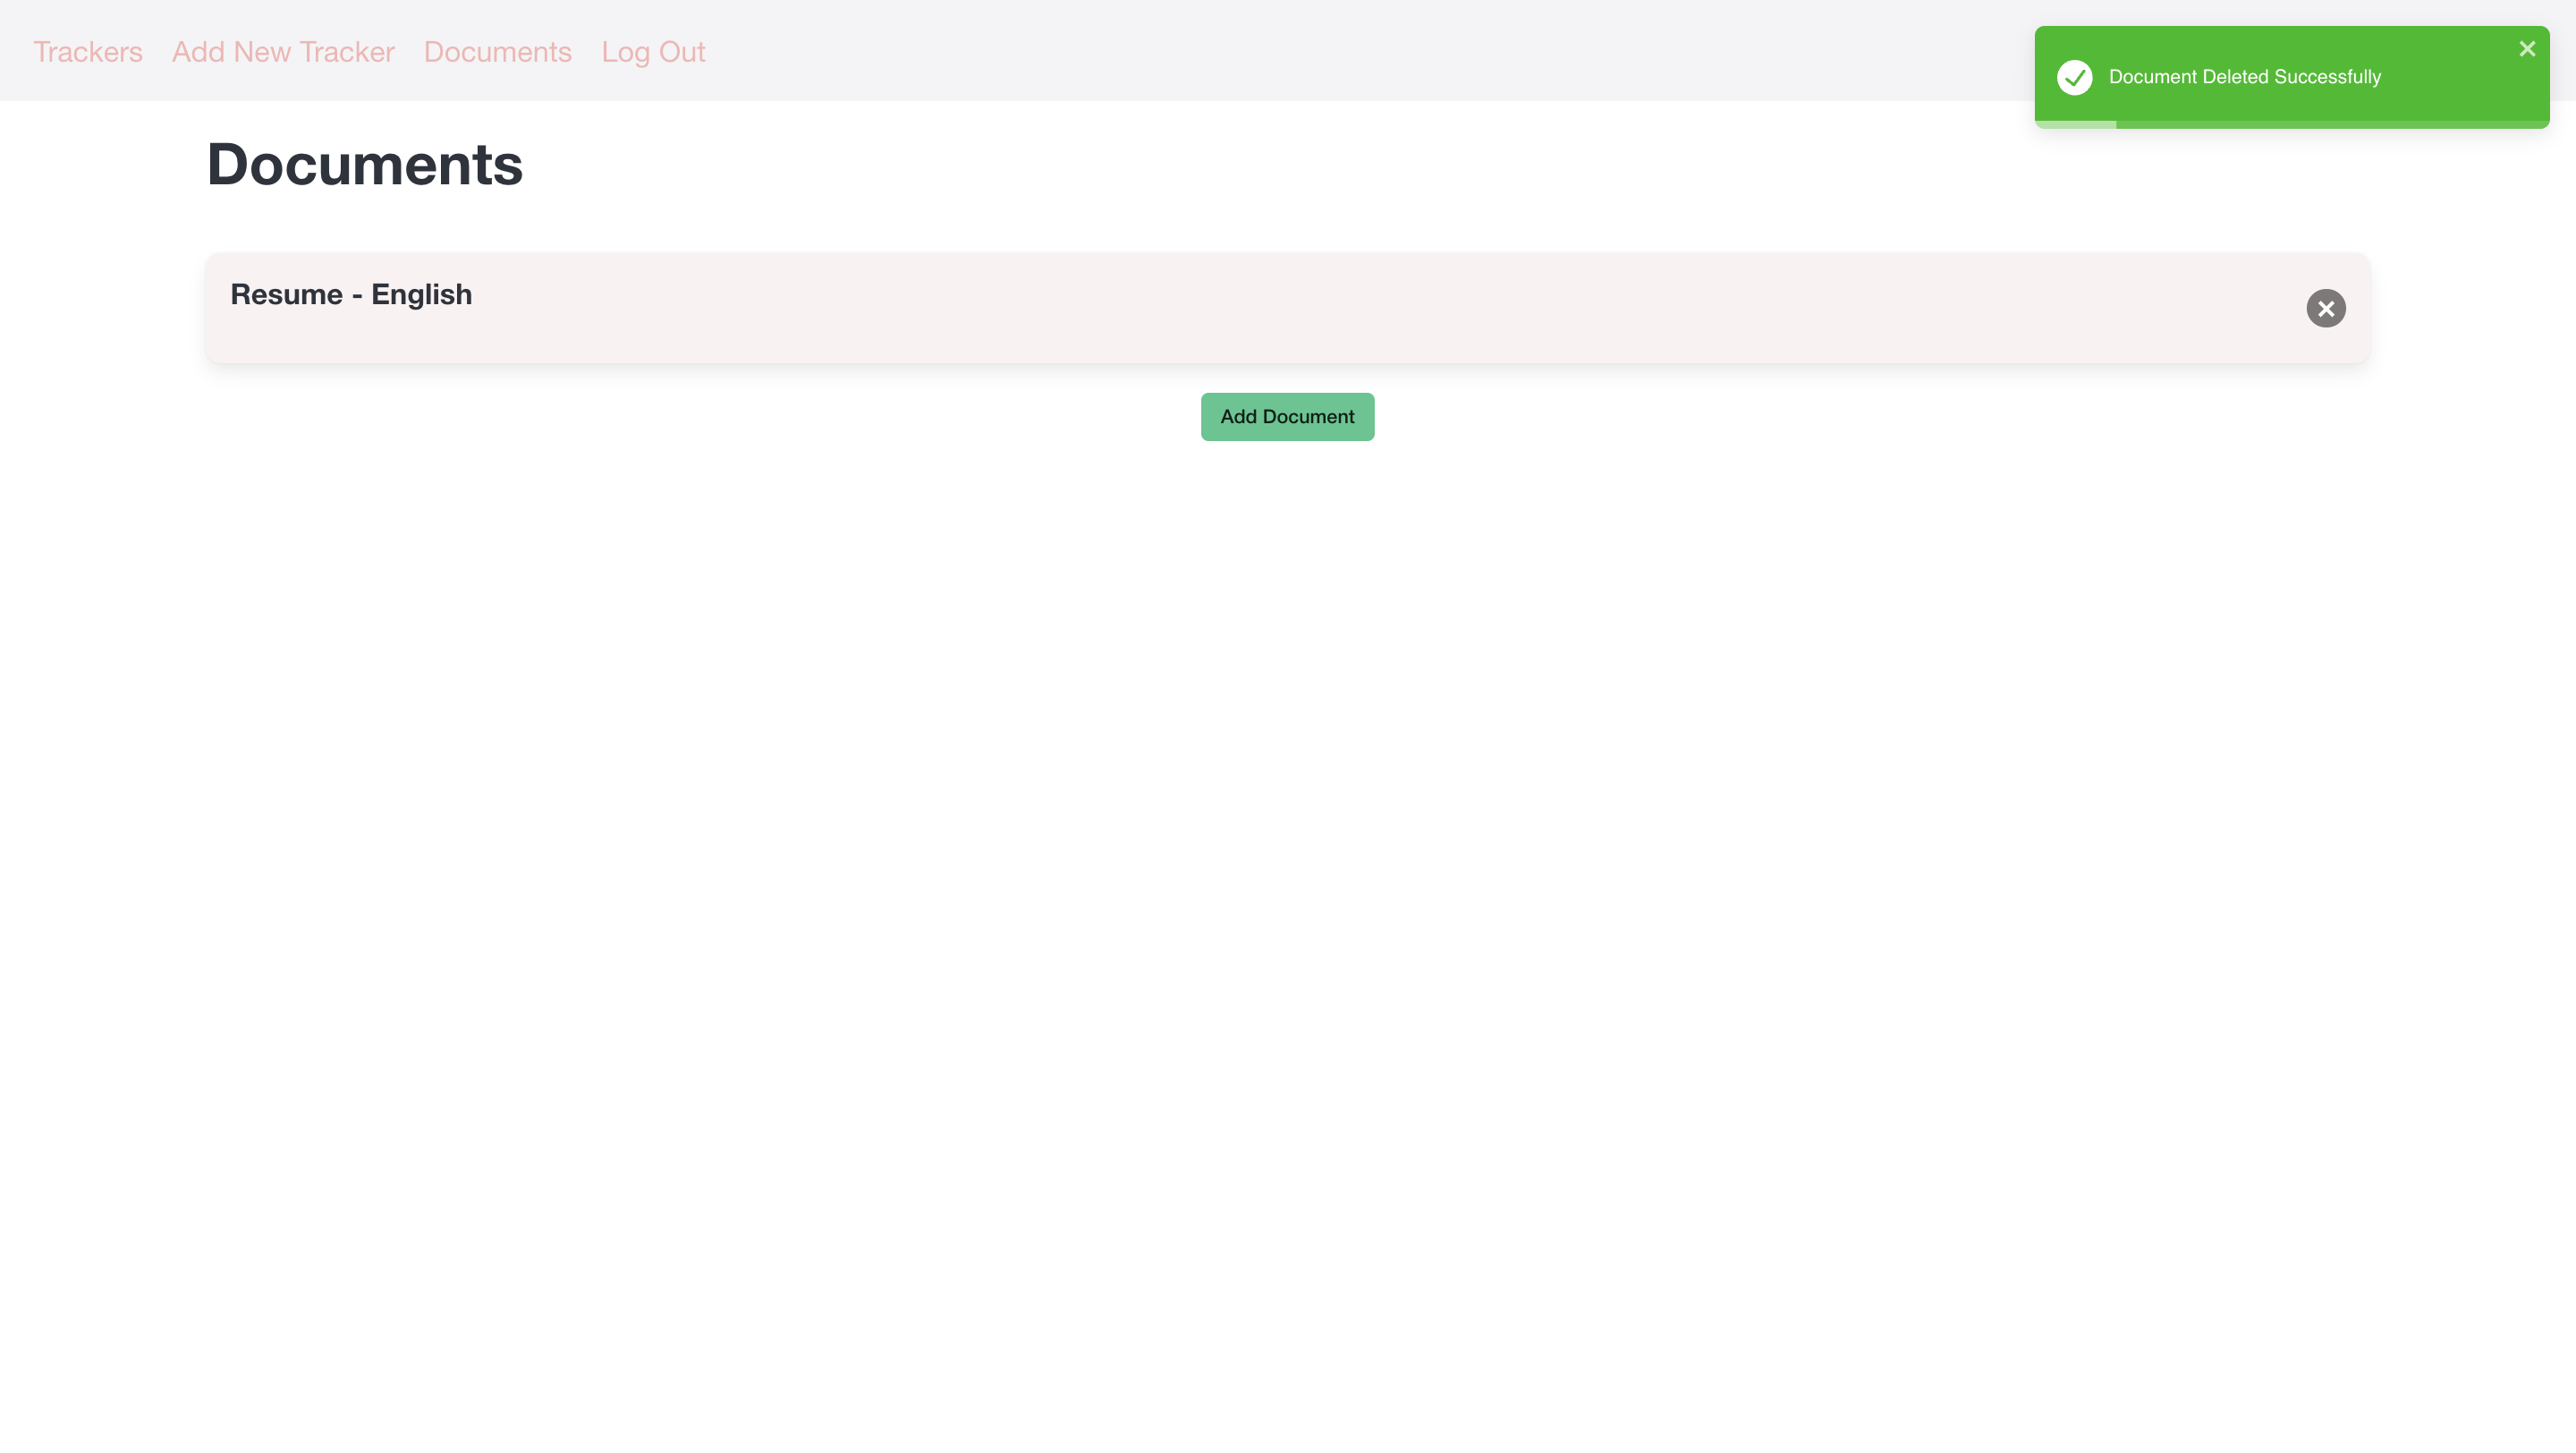 Trackers Add New Tracker Documents Log Out
Document Deleted Successfully
Documents
Resume - English
Add Document